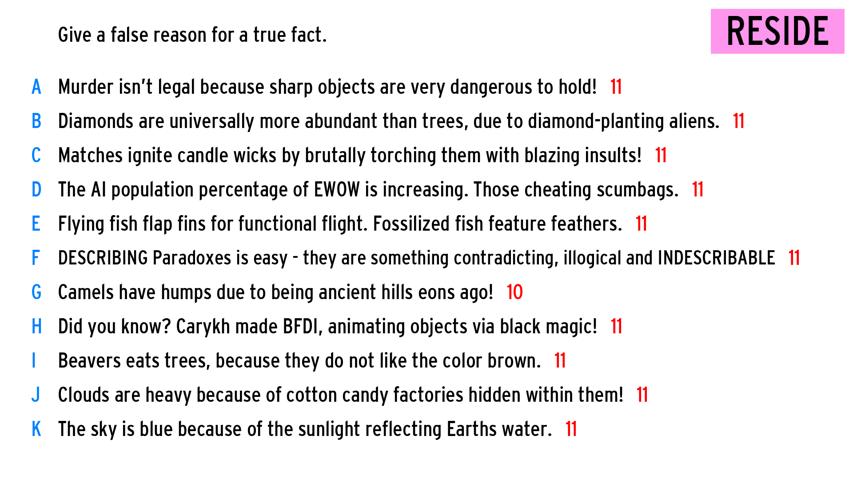 Give a false reason for a true fact.
RESIDE
A Murder isn't legal because sharp objects are very dangerous to hold! 11
B Diamonds are universally more abundant than trees, due to diamond-planting aliens. 11
C Matches ignite candle wicks by brutally torching them with blazing insults! 11
D The AI population percentage of EWOW is increasing. Those cheating scumbags. 11
E Flying fish flap fins for functional flight. Fossilized fish feature feathers. 11
F DESCRIBING Paradoxes is easy - they are something contradicting, illogical and INDESCRIBABLE 11
G Camels have humps due to being ancient hills eons ago! 10
H Did you know? Carykh made BFDI, animating objects via black magic! 11
I Beavers eats trees, because they do not like the color brown. 11
J Clouds are heavy because of cotton candy factories hidden within them! 11
K The sky is blue because of the sunlight reflecting Earths water. 11